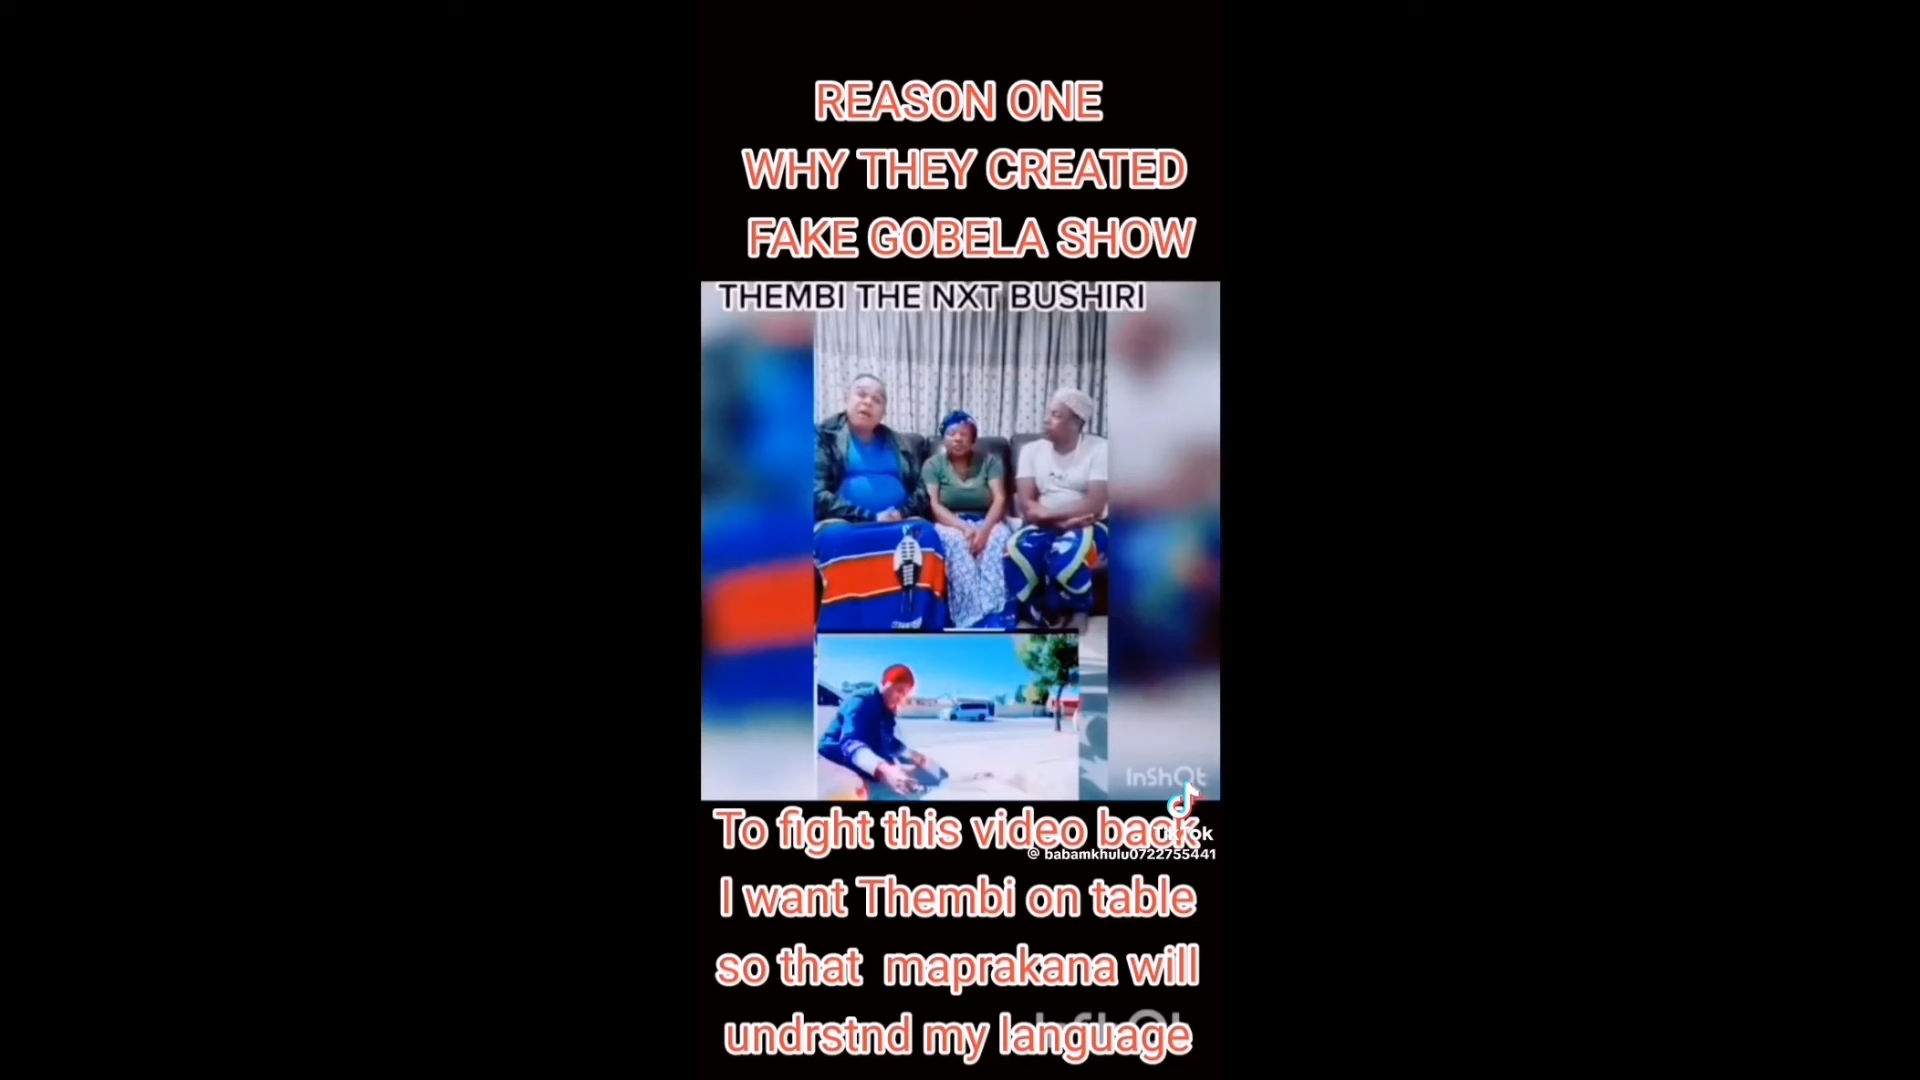 REASON ONE
WHY THEY CREATED
FAKE GOBELA SHOW
THEMBI THE NXT BUSHIRI
InShOt
To fight this video back
TikTok
@ babamkhulu0722755441
I want Thembi on table
so that maprakana will
undrstnd my language